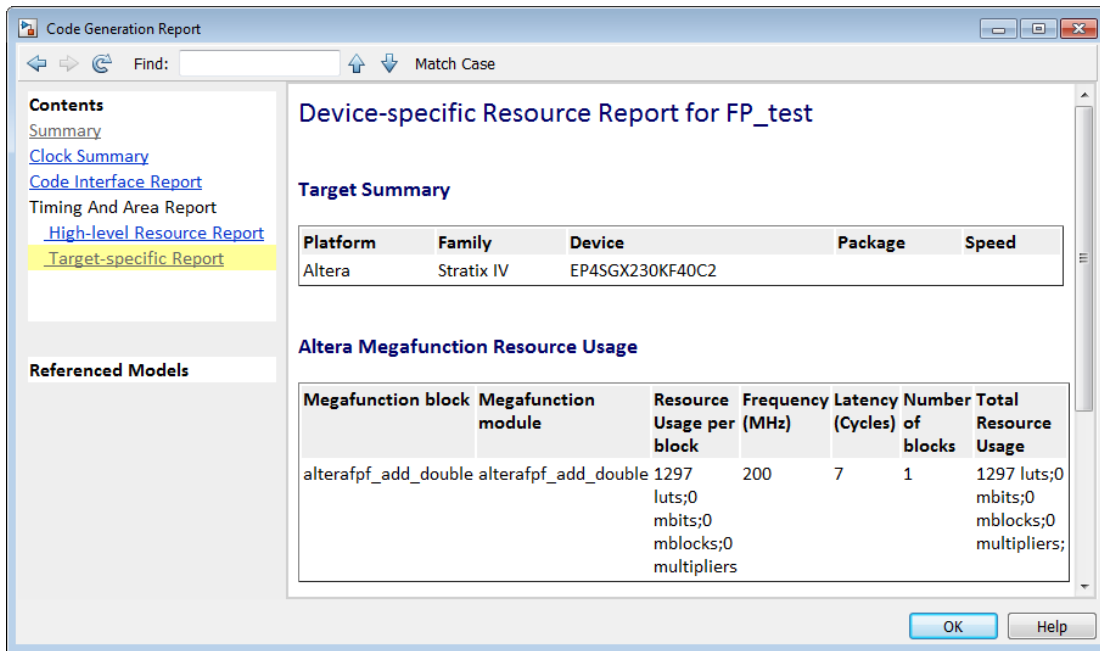 Code Generation Report
Find: Match Case
Contents
Summary
Clock Summary
Code Interface Report
Timing And Area Report
High-level Resource Report
Target-specific Report
Referenced Models
Device-specific Resource Report for FP_test
Target Summary
Platform Family Device Package Speed
Altera Stratix IV EP4SGX230KF40C2
Altera Megafunction Resource Usage
Megafunction block Megafunction Resource Frequency Latency Number Total
module Usage per (MHz) (Cycles) of Resource
block blocks Usage
alterafpf_add_double alterafpf_add_double 1297 200 7 1 1297 luts;0
luts;0 mbits;0
mbits;0 mblocks;0
mblocks;0 multipliers;
multipliers
OK Help